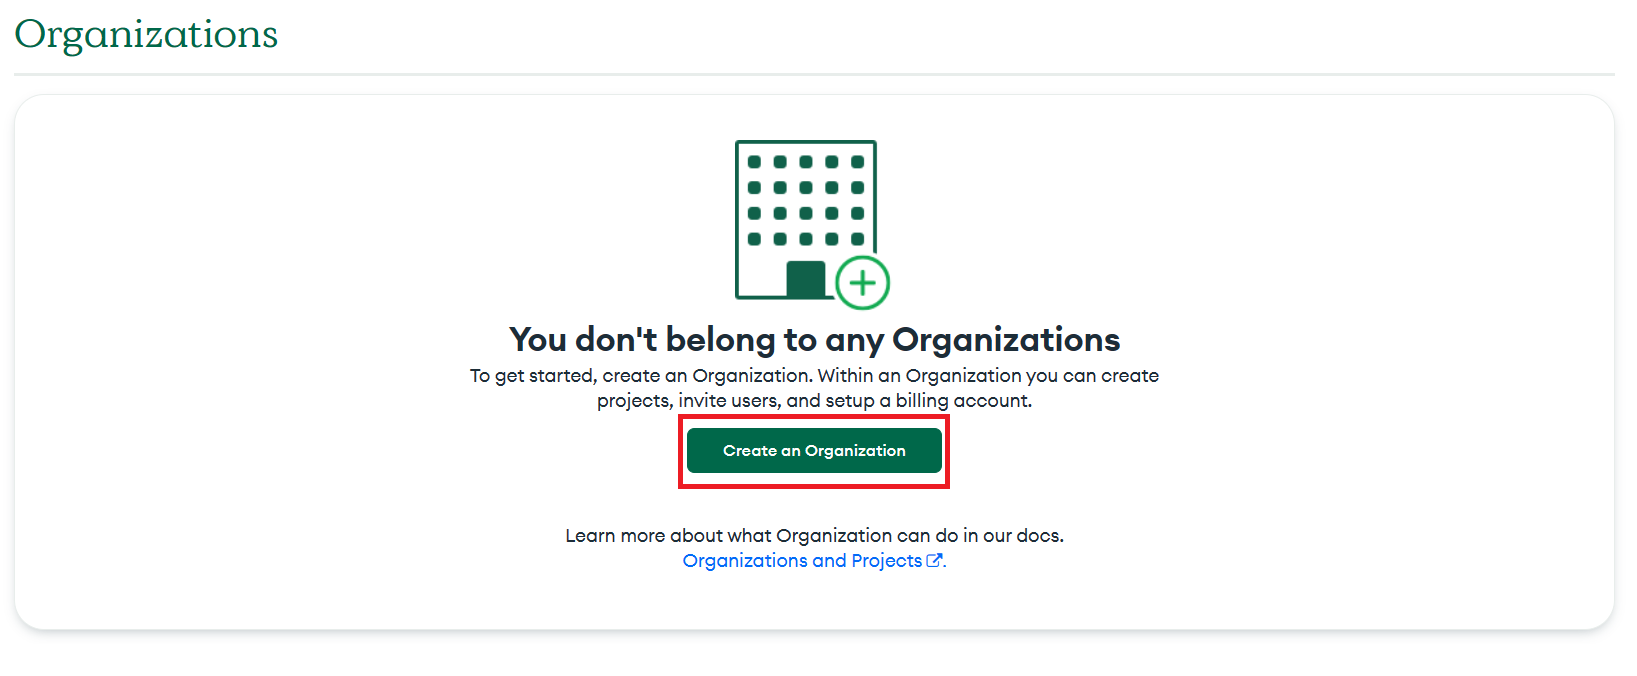 Organizations
You don't belong to any Organizations
To get started, create an Organization. Within an Organization you can create
projects, invite users, and setup a billing account.
Create an Organization
Learn more about what Organization can do in our docs.
Organizations and Projects.